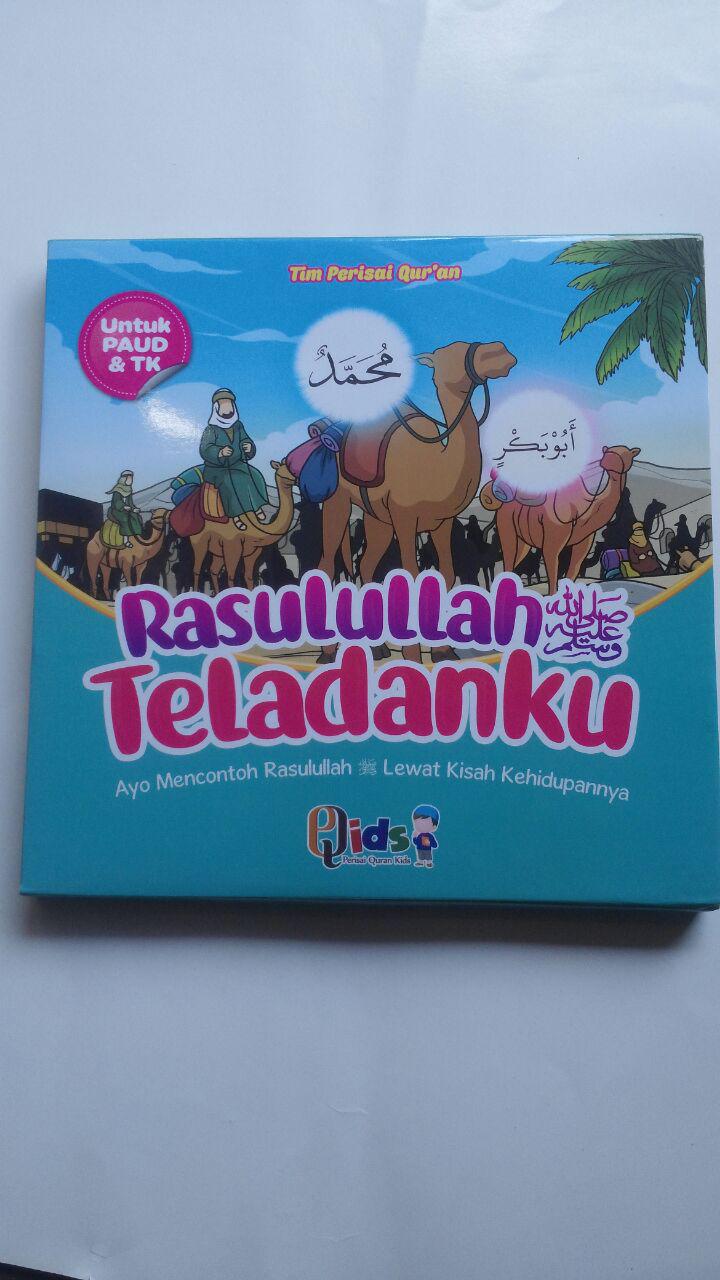 Tim Perisai Qur'an
Untuk
PAUD
& TK
مُحَمَّدٌ
أَبُوْبَكْرٍ
Rasulullah ﷺ
Teladanku
Ayo Mencontoh Rasulullah ﷺ Lewat Kisah Kehidupannya
PQids
Perisai Quran Kids